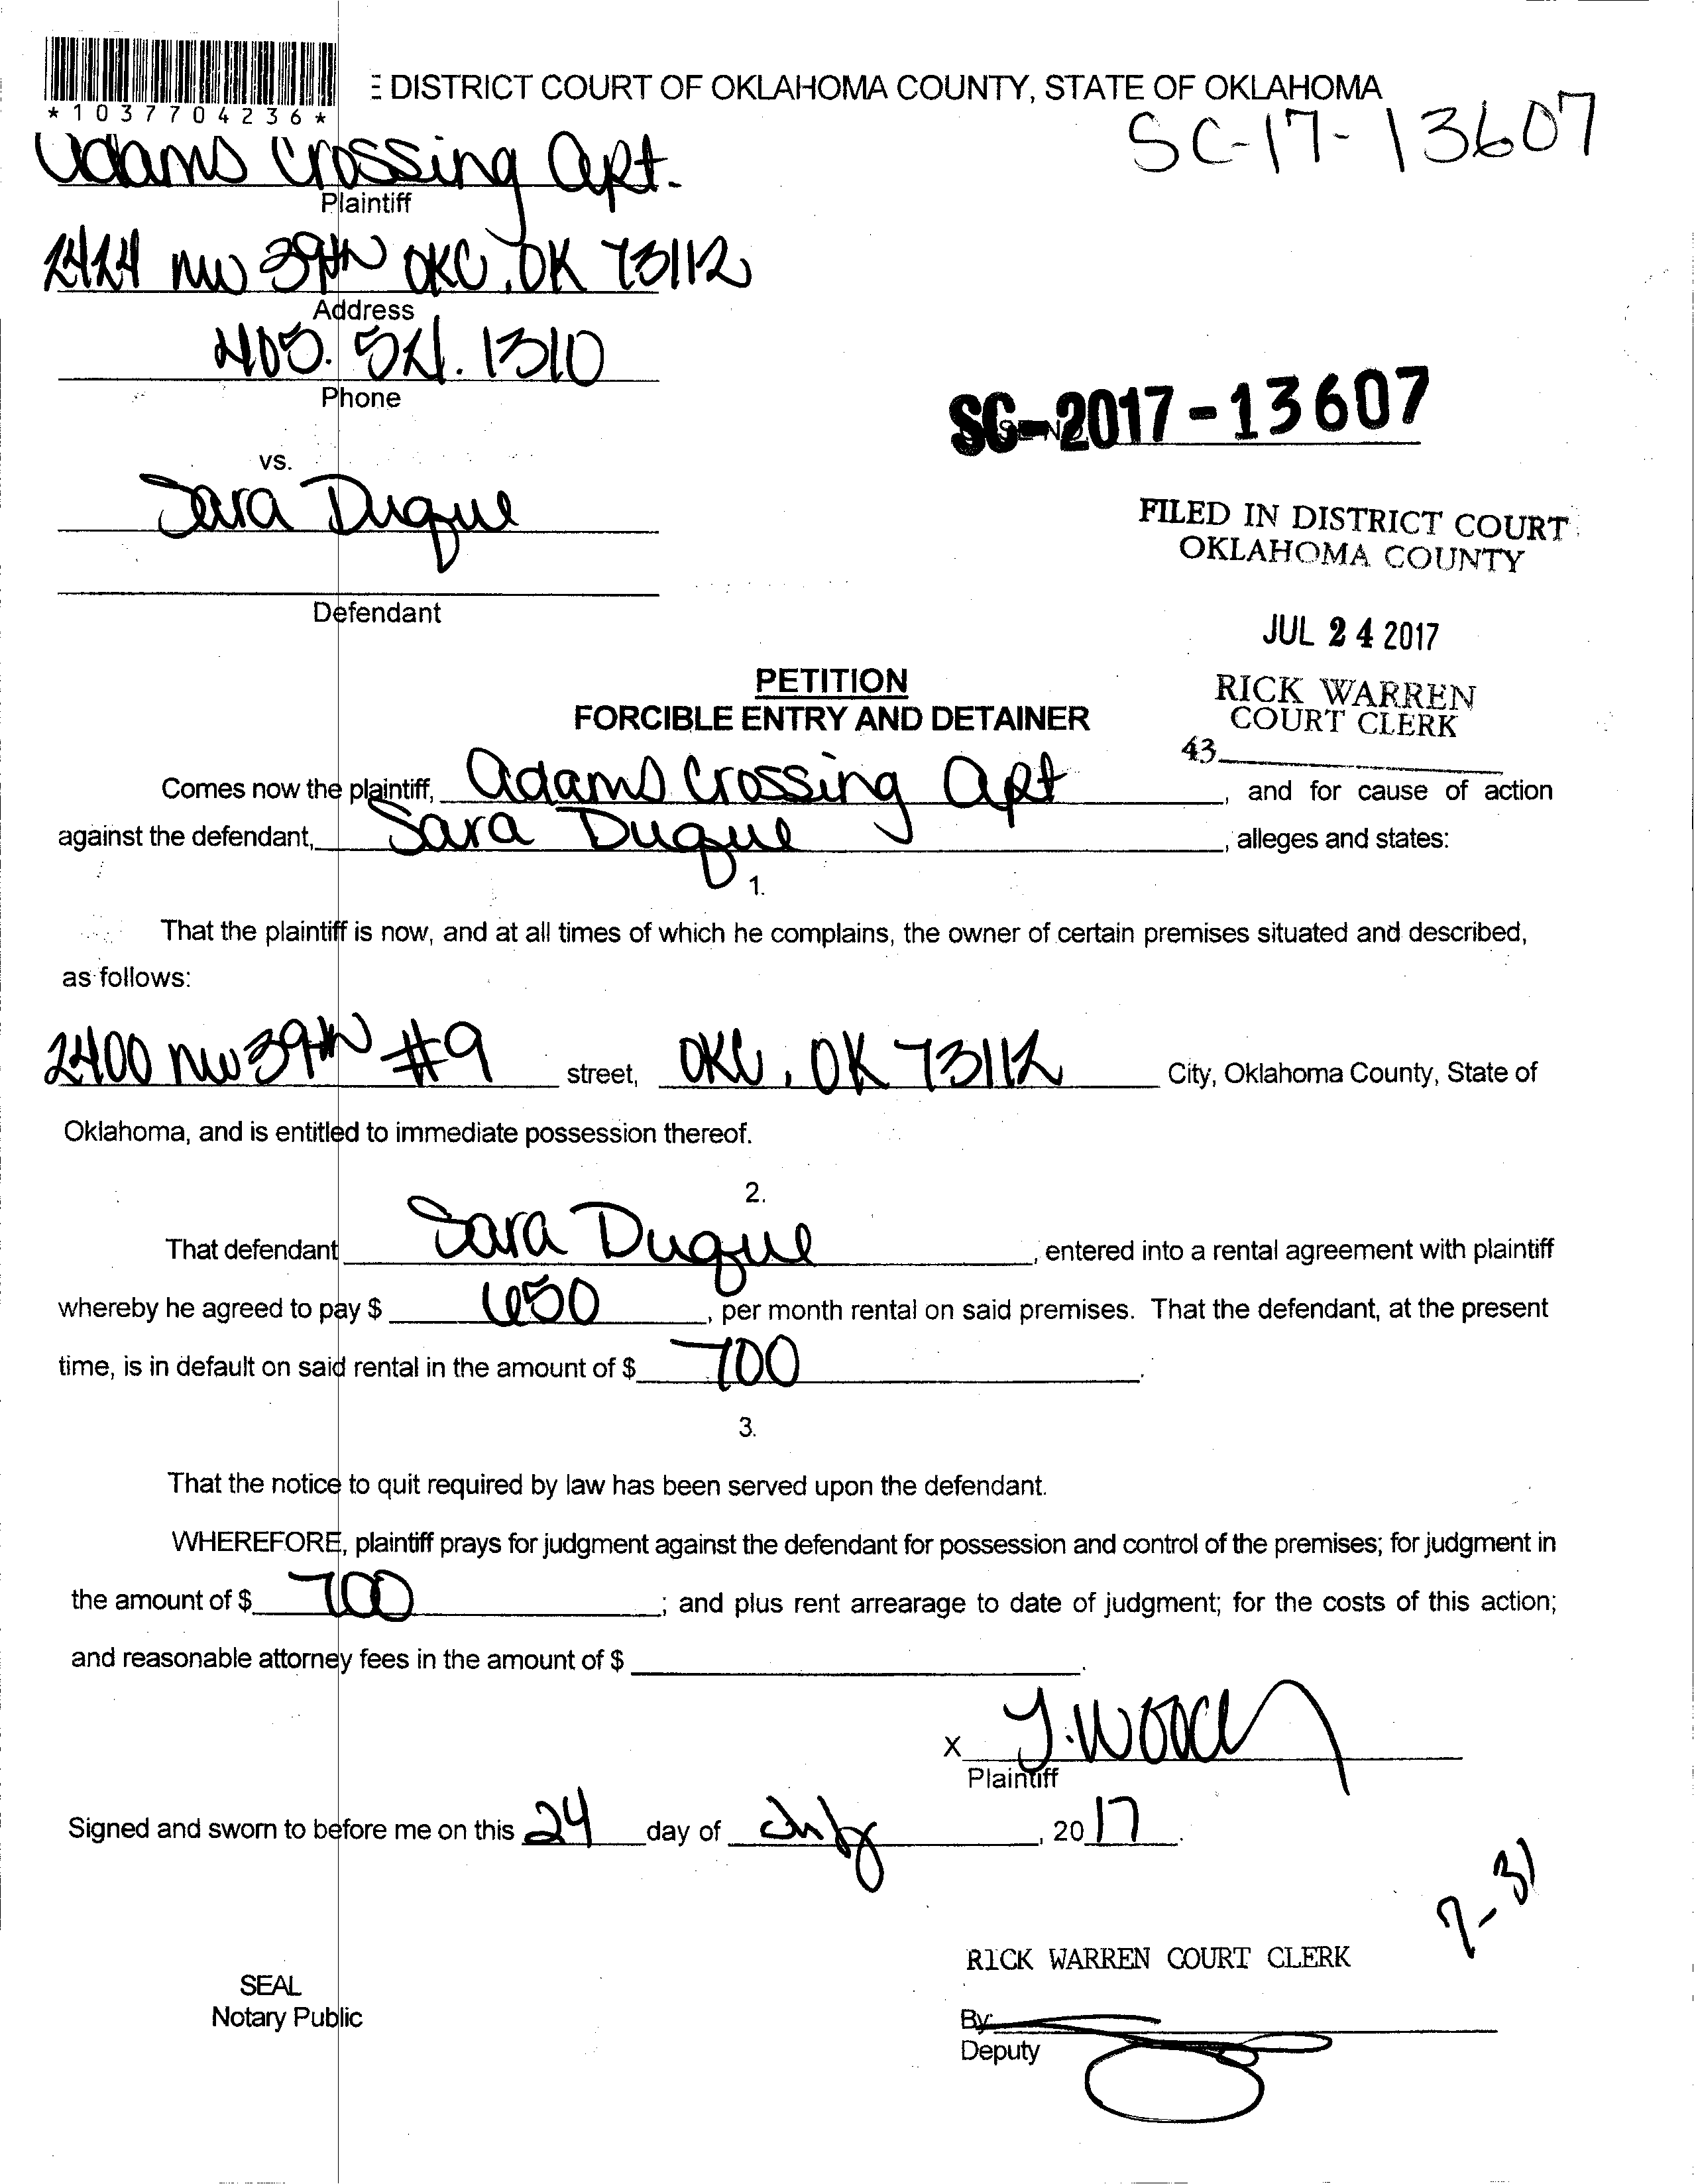 *1037704236*
DISTRICT COURT OF OKLAHOMA COUNTY, STATE OF OKLAHOMA
SC-17-13607
Adams Crossing Apt.
Plaintiff
2424 NW 39th OKC, OK 73112
Address
405.521.1310
Phone
SC-2017-13607
vs.
Sara Duque
FILED IN DISTRICT COURT
OKLAHOMA COUNTY
Defendant
JUL 24 2017
PETITION
FORCIBLE ENTRY AND DETAINER
RICK WARREN
COURT CLERK
43
Comes now the plaintiff, Adams Crossing Apt, and for cause of action
against the defendant, Sara Duque, alleges and states:
1.
That the plaintiff is now, and at all times of which he complains, the owner of certain premises situated and described,
as follows:
2400 NW 39th #9 street, OKC, OK 73112 City, Oklahoma County, State of
Oklahoma, and is entitled to immediate possession thereof.
2.
That defendant Sara Duque, entered into a rental agreement with plaintiff
whereby he agreed to pay $ 650, per month rental on said premises. That the defendant, at the present
time, is in default on said rental in the amount of $ 700.
3.
That the notice to quit required by law has been served upon the defendant.
WHEREFORE, plaintiff prays for judgment against the defendant for possession and control of the premises; for judgment in
the amount of $ 700; and plus rent arrearage to date of judgment; for the costs of this action;
and reasonable attorney fees in the amount of $ .
X
Plaintiff
Signed and sworn to before me on this 24 day of July, 2017.
7-31
RICK WARREN COURT CLERK
SEAL
Notary Public
By:
Deputy